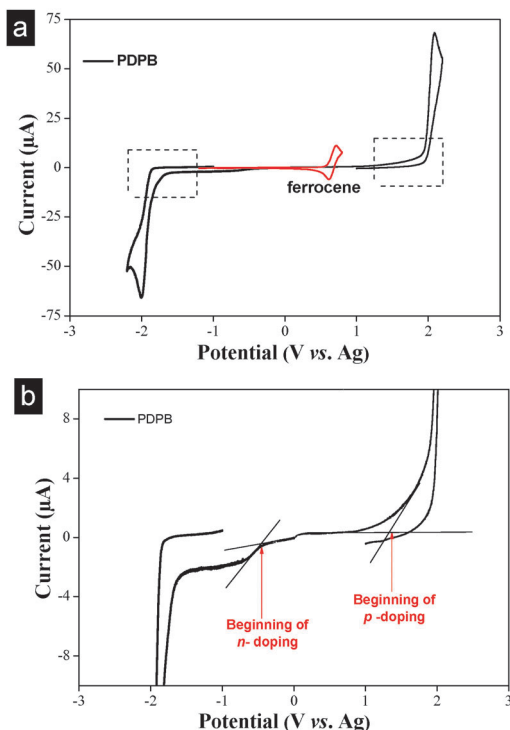 a
75
50
25
0
-25
-50
75
Current (μA)
PDPB
ferrocene
-3
-2
-1
0
1
2
3
Potential (V vs. Ag)
b
8
4
0
-4
-8
Current (μA)
PDPB
Beginning of
n- doping
Beginning of
p -doping
-3
-2
-1
0
1
2
3
Potential (V vs. Ag)